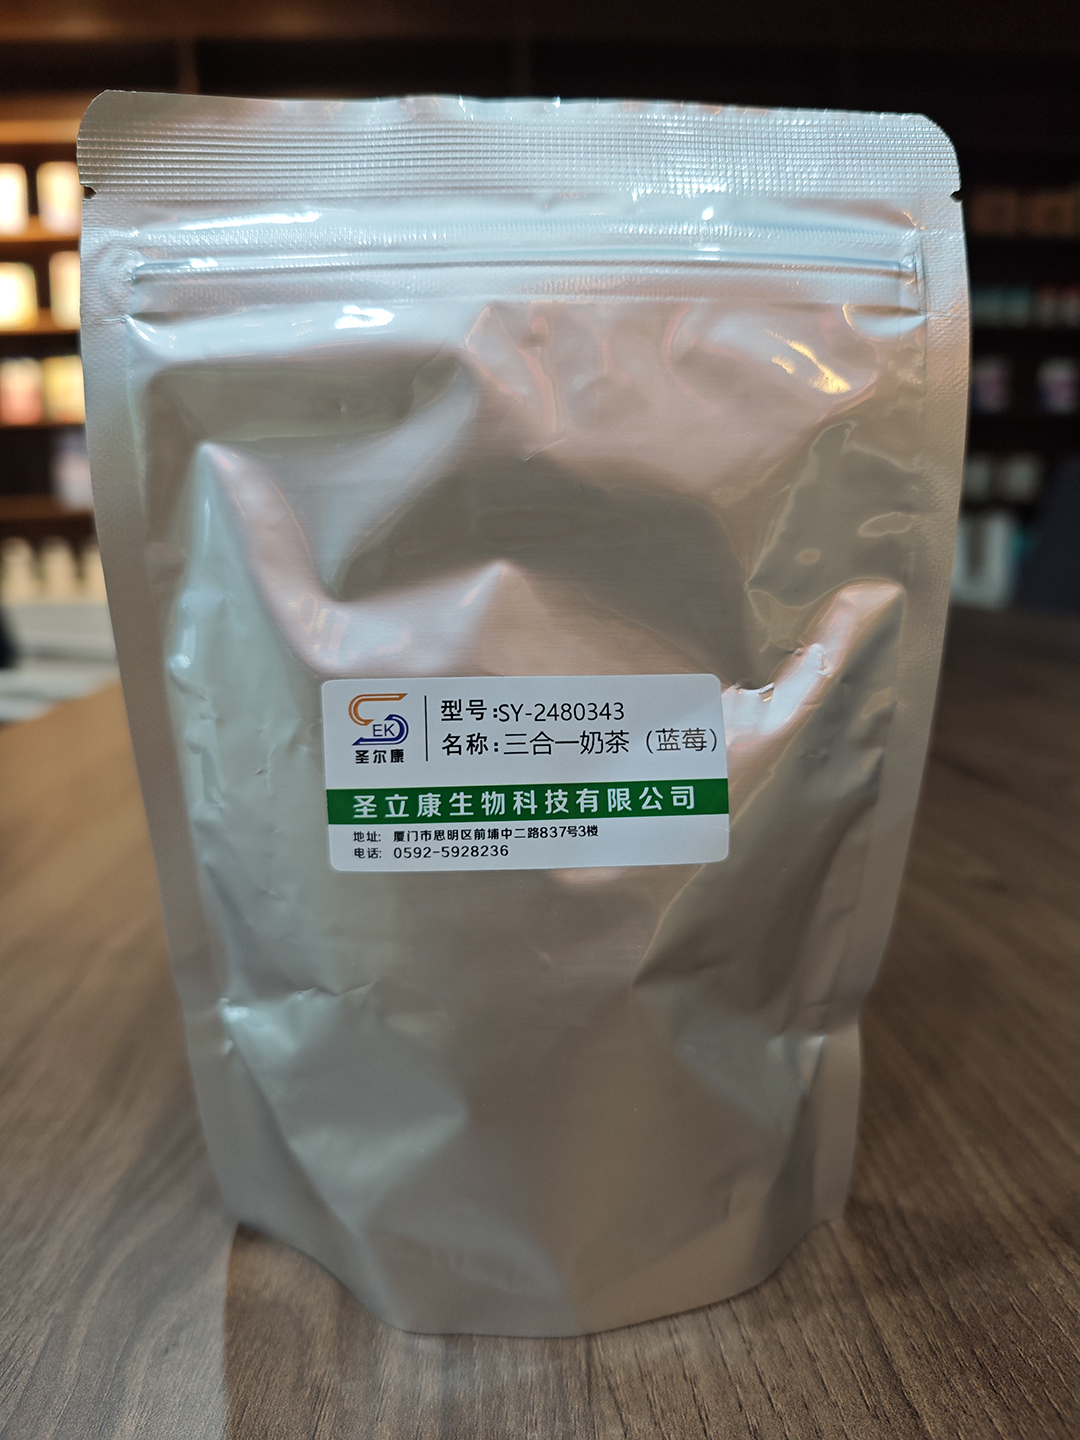 EK
圣尔康
型号:SY-2480343
名称:三合一奶茶（蓝莓）
圣立康生物科技有限公司
地址: 厦门市思明区前埔中二路837号3楼
电话: 0592-5928236